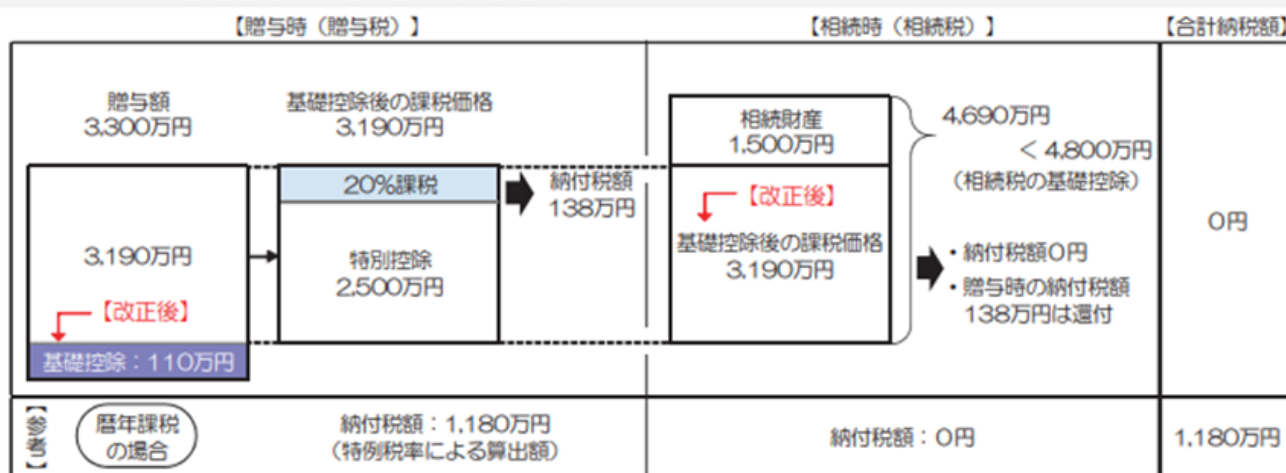 【贈与時（贈与税）】
【相続時（相続税）】
【合計納税額】
贈与額
3,300万円
基礎控除後の課税価格
3,190万円
3,190万円
【改正後】
基礎控除：110万円
20%課税
特別控除
2,500万円
納付税額
138万円
相続財産
1,500万円
【改正後】
基礎控除後の課税価格
3,190万円
4,690万円
＜ 4,800万円
（相続税の基礎控除）
・納付税額0円
・贈与時の納付税額
138万円は還付
0円
【参考】
暦年課税
の場合
納付税額：1,180万円
（特例税率による算出額）
納付税額：0円
1,180万円